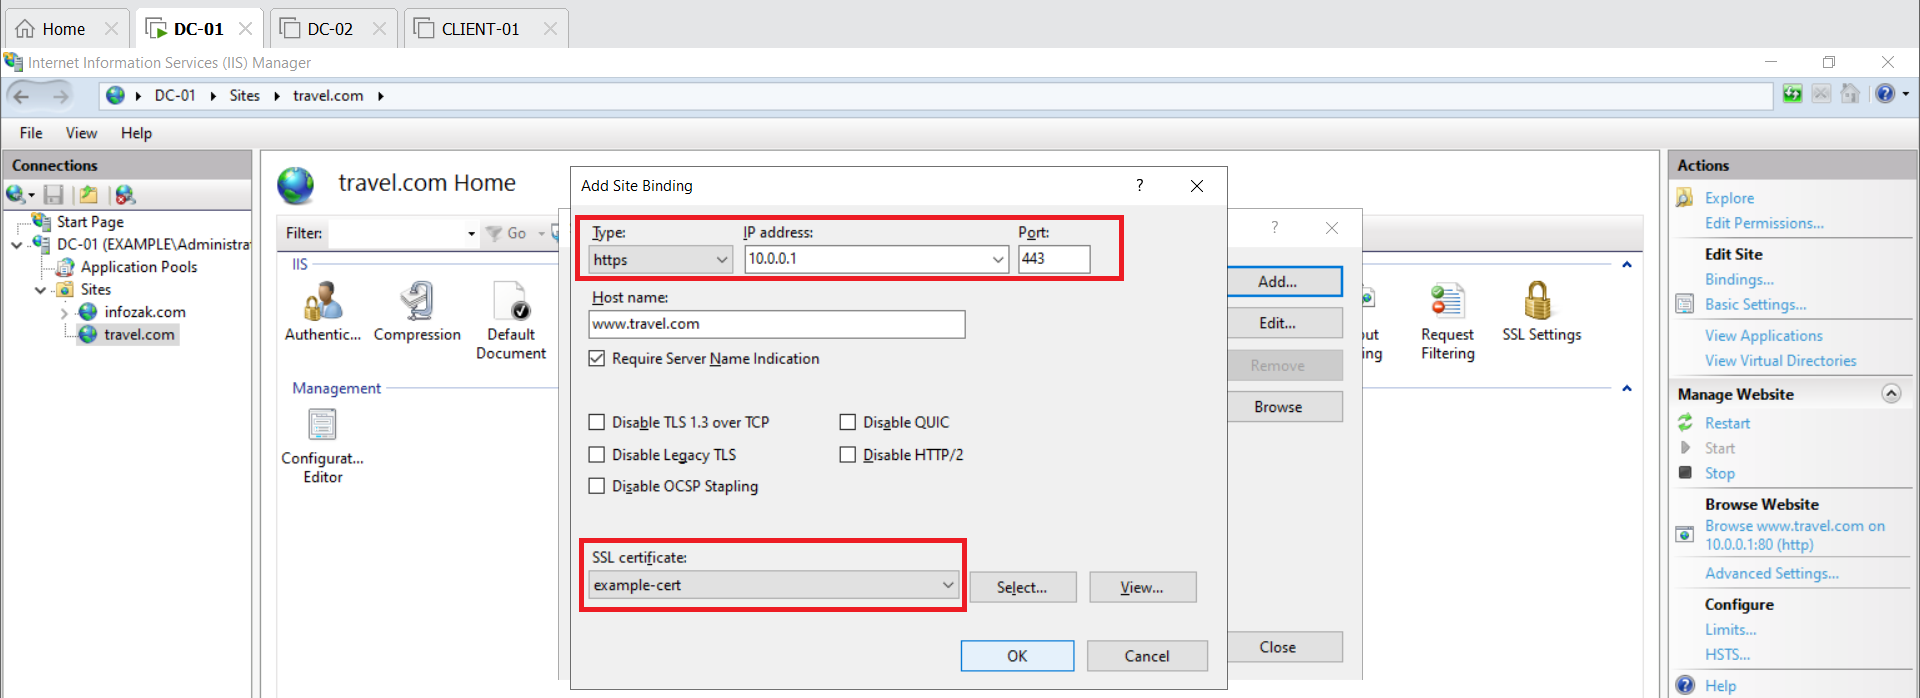 Home
DC-01
DC-02
CLIENT-01
Internet Information Services (IIS) Manager
DC-01 Sites travel.com
File View Help
Connections
Start Page
DC-01 (EXAMPLE\Administra
Application Pools
Sites
infozak.com
travel.com
travel.com Home
Filter: Go
IIS
Authentic... Compression Default Document
Management
Configurat... Editor
Add Site Binding ?
Type: IP address: Port:
https 10.0.0.1 443
Host name:
www.travel.com
Require Server Name Indication
Disable TLS 1.3 over TCP Disable QUIC
Disable Legacy TLS Disable HTTP/2
Disable OCSP Stapling
SSL certificate:
example-cert Select... View...
OK Cancel
?
Add...
Edit...
Remove
Browse
Close
Request Filtering
SSL Settings
Actions
Explore
Edit Permissions...
Edit Site
Bindings...
Basic Settings...
View Applications
View Virtual Directories
Manage Website
Restart
Start
Stop
Browse Website
Browse www.travel.com on
10.0.0.1:80 (http)
Advanced Settings...
Configure
Limits...
HSTS...
Help